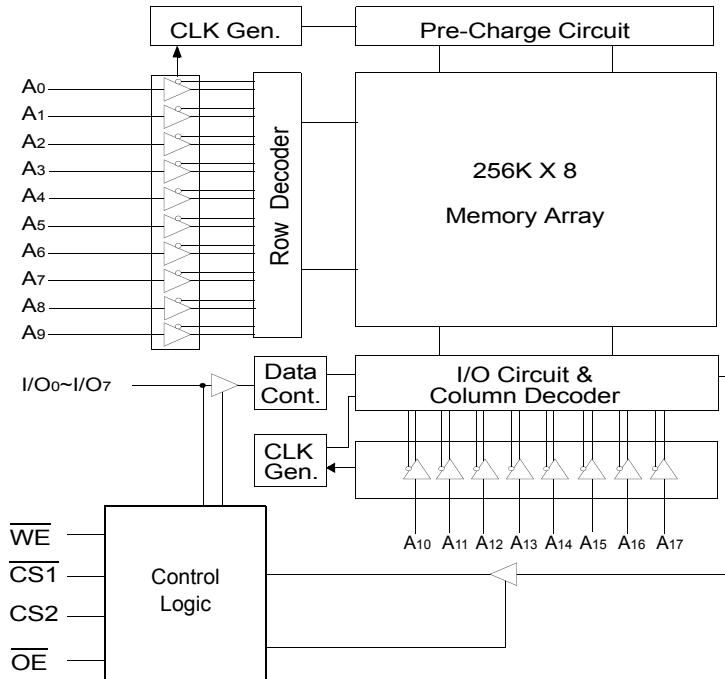 CLK Gen.
Pre-Charge Circuit
A0
A1
A2
A3
A4
A5
A6
A7
A8
A9
Row Decoder
256K X 8
Memory Array
I/O0~I/O7
Data
Cont.
I/O Circuit &
Column Decoder
CLK
Gen.
A10 A11 A12 A13 A14 A15 A16 A17
WE
CS1
CS2
OE
Control
Logic